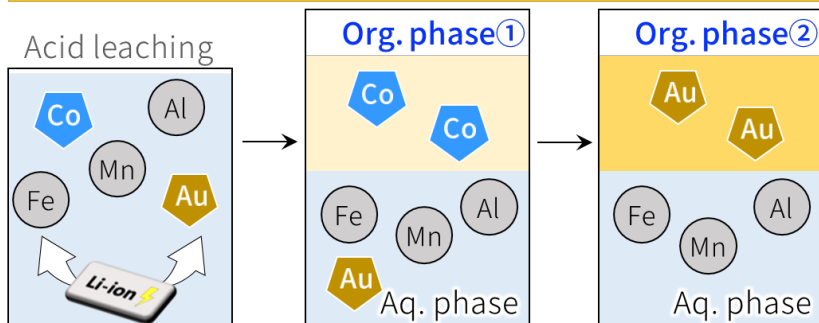 Acid leaching
Co
Al
Mn
Fe
Au
Li-ion
Org. phase①
Co
Co
Fe
Mn
Al
Au
Aq. phase
Org. phase②
Au
Au
Fe
Mn
Al
Aq. phase